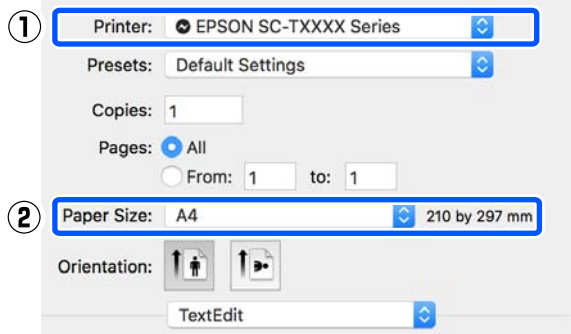 ① Printer: EPSON SC-TXXXX Series
Presets: Default Settings
Copies: 1
Pages: All
From: 1 to: 1
② Paper Size: A4 210 by 297 mm
Orientation:
TextEdit